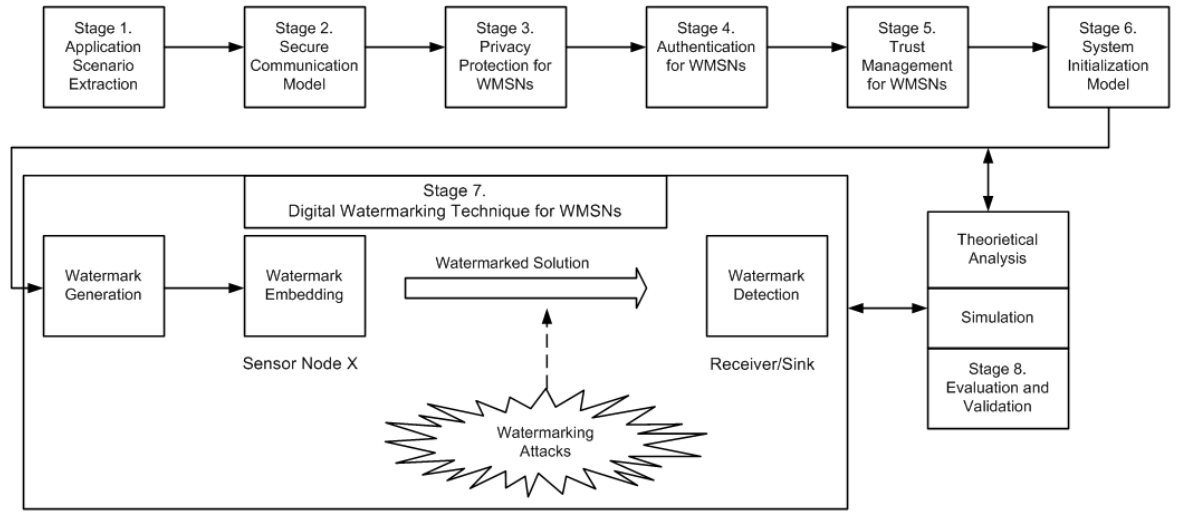 Stage 1.
Application
Scenario
Extraction
Stage 2.
Secure
Communication
Model
Stage 3.
Privacy
Protection for
WMSNs
Stage 4.
Authentication
for WMSNs
Stage 5.
Trust
Management
for WMSNs
Stage 6.
System
Initialization
Model
Stage 7.
Digital Watermarking Technique for WMSNs
Watermark
Generation
Watermark
Embedding
Sensor Node X
Watermarked Solution
Watermark
Detection
Receiver/Sink
Watermarking
Attacks
Theorietical
Analysis
Simulation
Stage 8.
Evaluation and
Validation